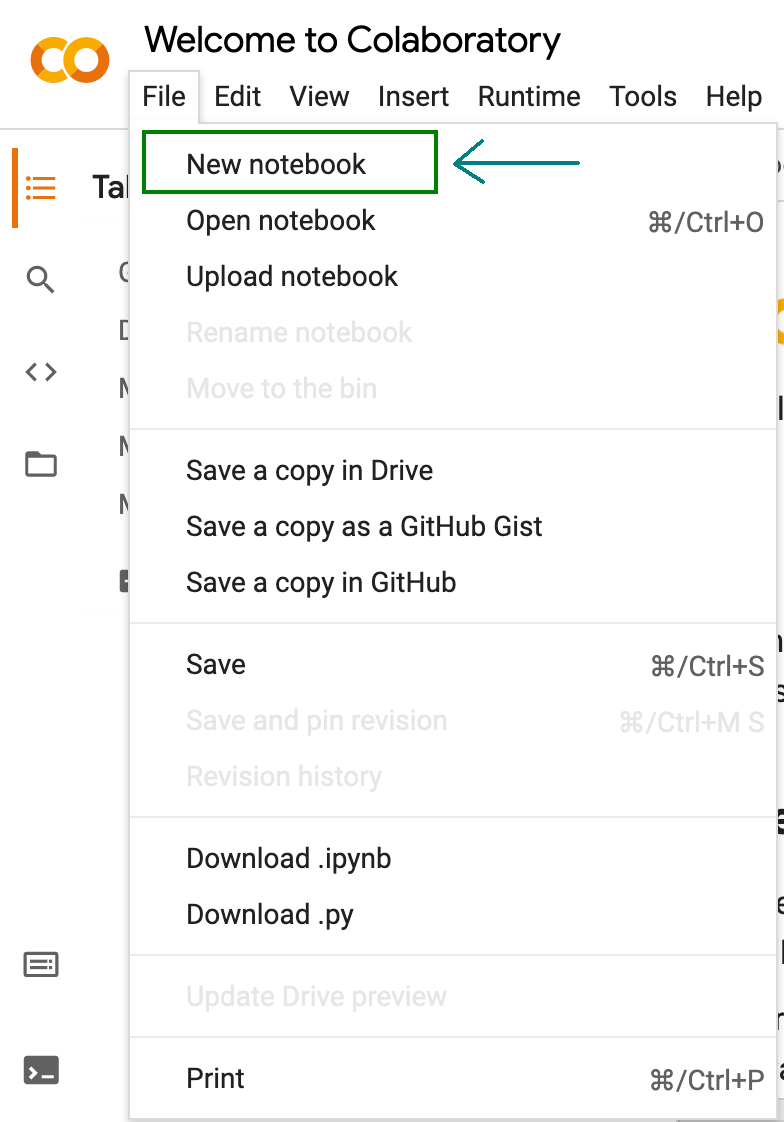 Welcome to Colaboratory
File Edit View Insert Runtime Tools Help
New notebook
Open notebook ⌘/Ctrl+O
Upload notebook
Rename notebook
Move to the bin
Save a copy in Drive
Save a copy as a GitHub Gist
Save a copy in GitHub
Save ⌘/Ctrl+S
Save and pin revision ⌘/Ctrl+M S
Revision history
Download .ipynb
Download .py
Update Drive preview
Print ⌘/Ctrl+P